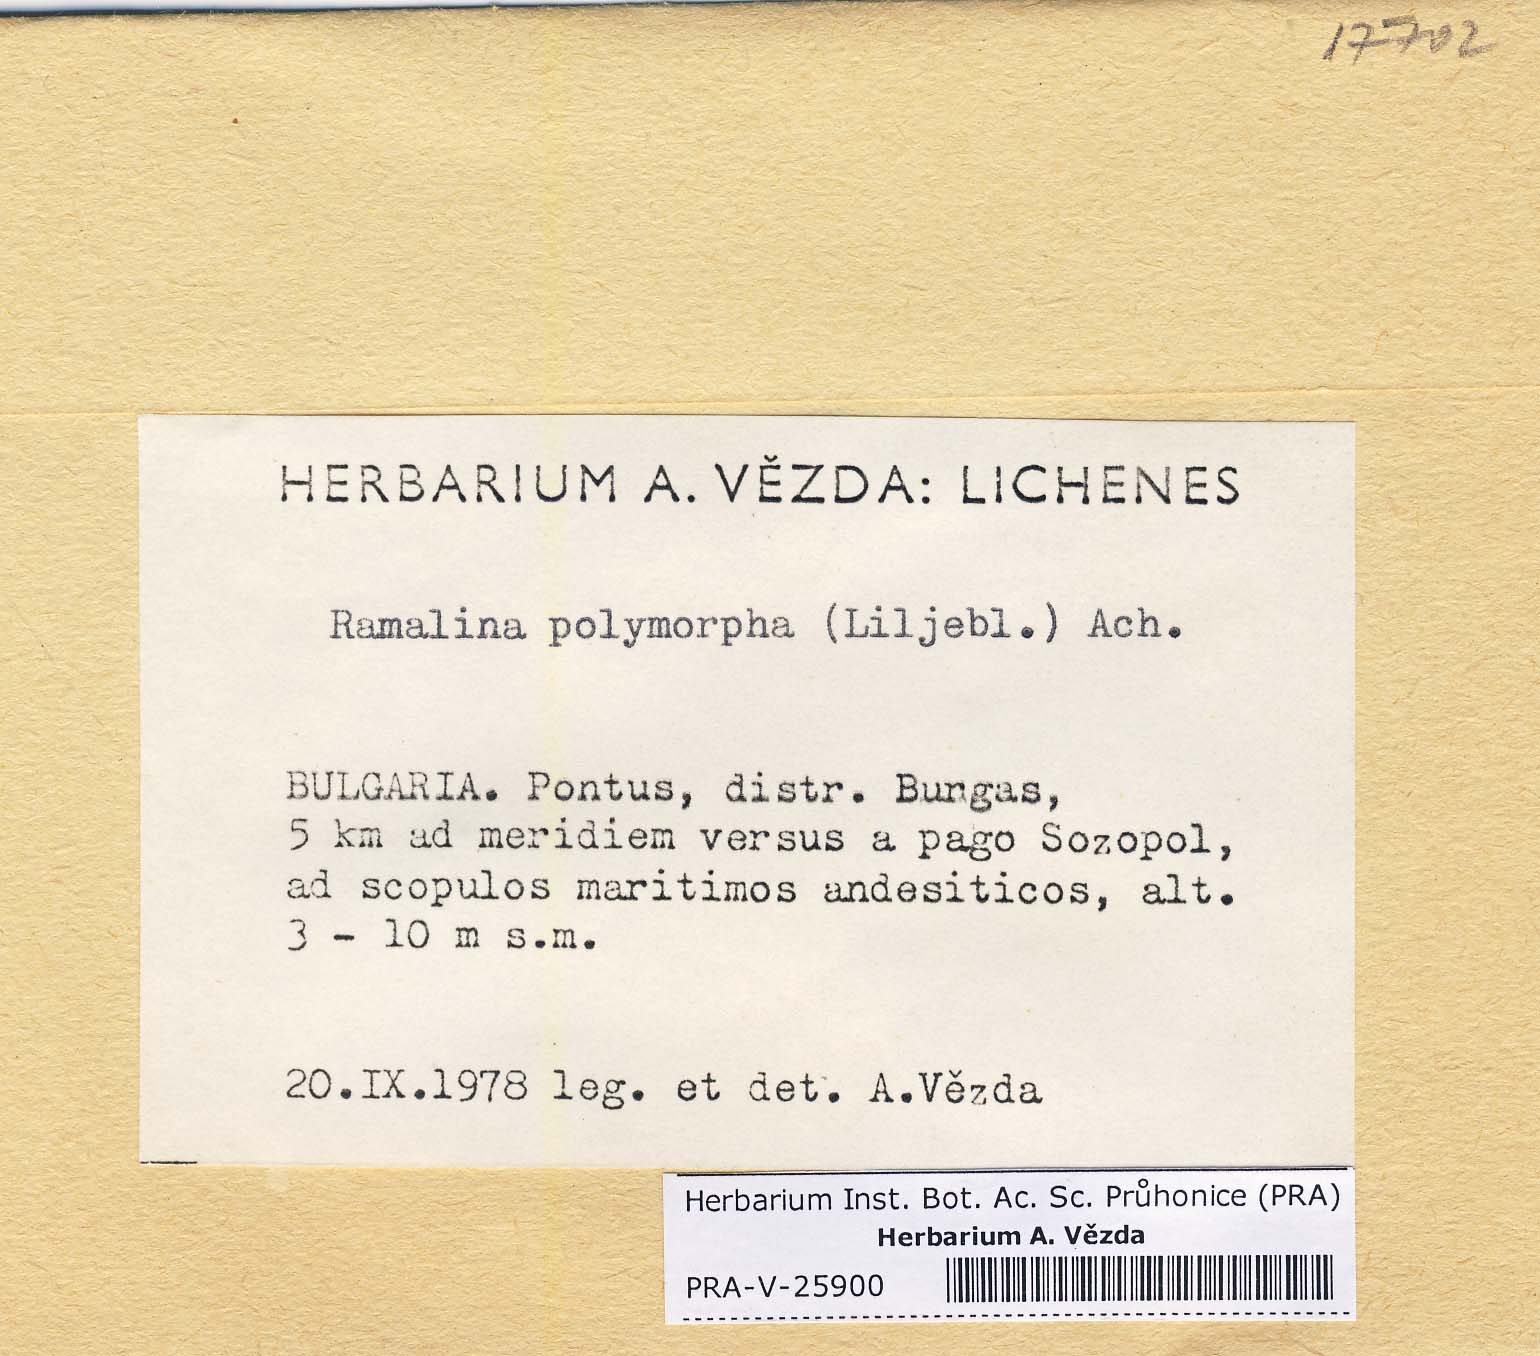 17702
HERBARIUM A. VĚZDA: LICHENES
Ramalina polymorpha (Liljebl.) Ach.
BULGARIA. Pontus, distr. Burgas,
5 km ad meridiem versus a pago Sozopol,
ad scopulos maritimos andesiticos, alt.
3 - 10 m s.m.
20.IX.1978 leg. et det. A.Vězda
Herbarium Inst. Bot. Ac. Sc. Průhonice (PRA)
Herbarium A. Vězda
PRA-V-25900